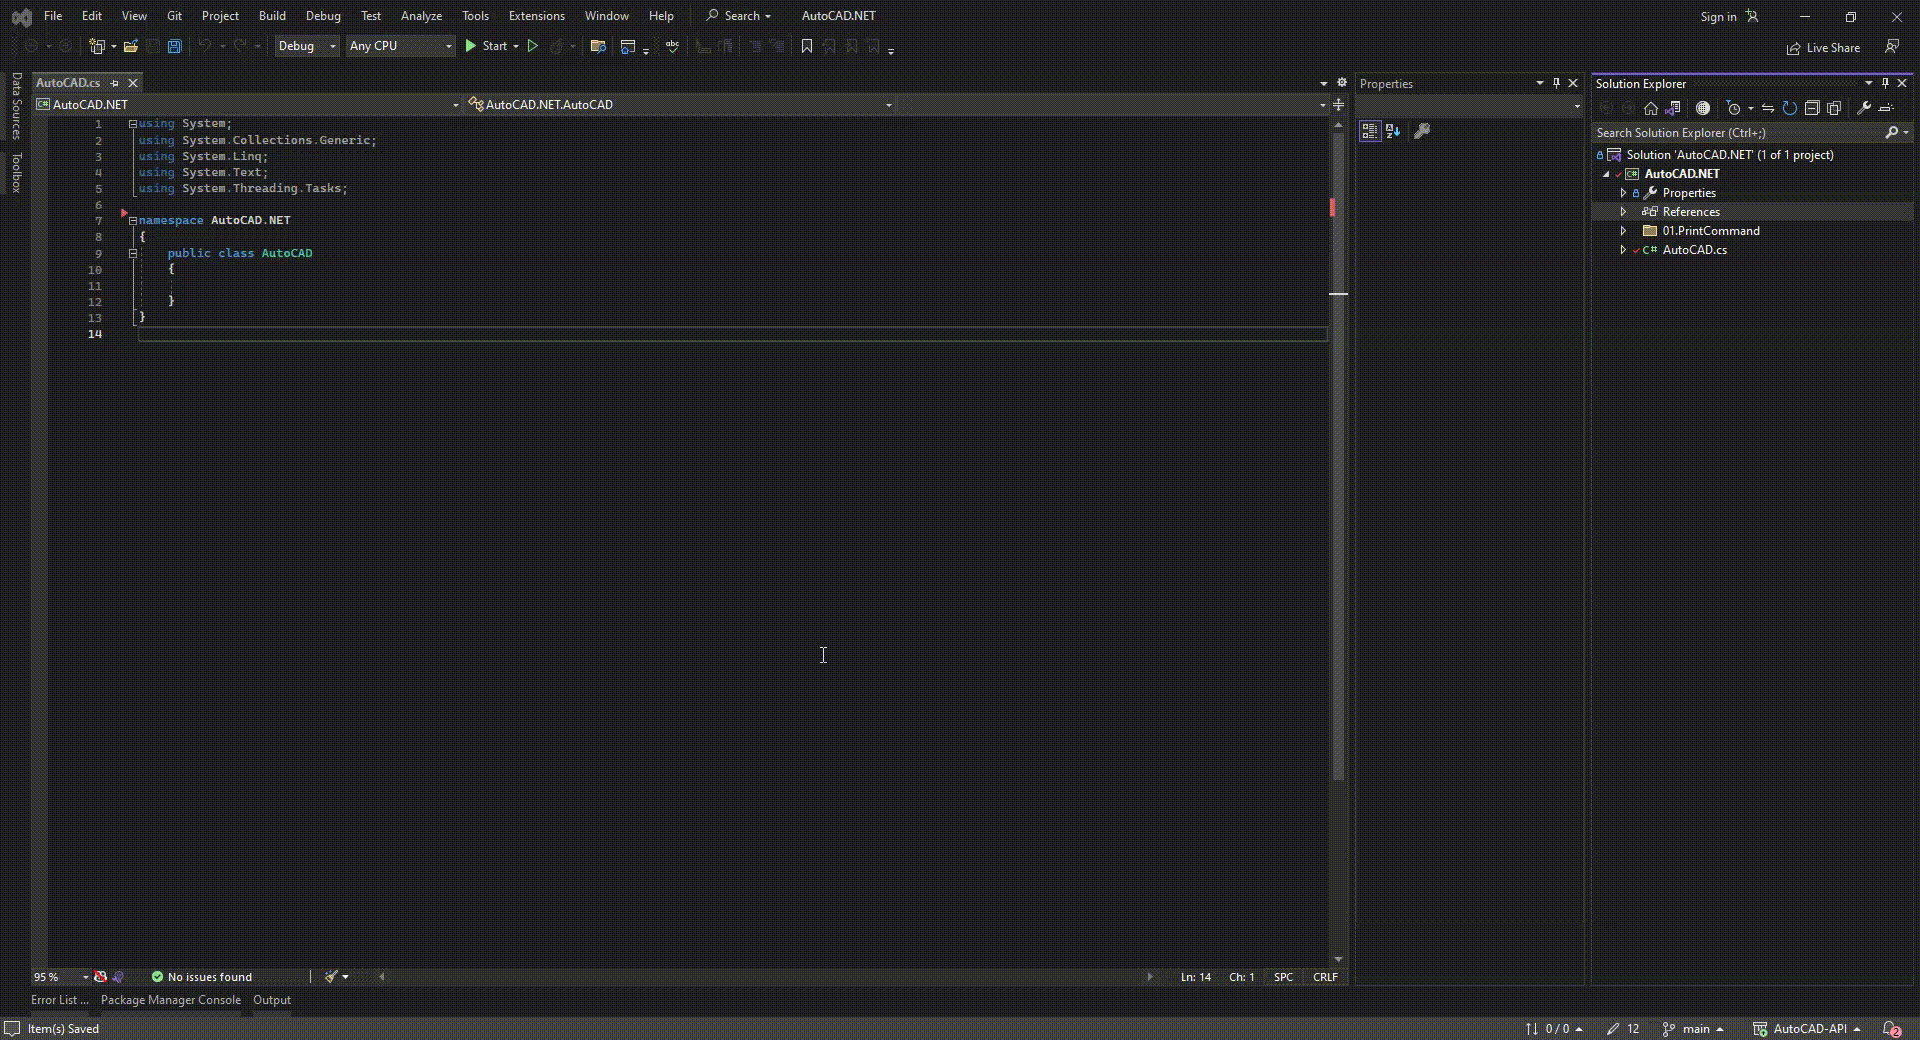 File Edit View Git Project Build Debug Test Analyze Tools Extensions Window Help Search AutoCAD.NET Sign in
Debug Any CPU Start Live Share
Data Sources
Toolbox
AutoCAD.cs
AutoCAD.NET AutoCAD.NET.AutoCAD
1 using System;
2 using System.Collections.Generic;
3 using System.Linq;
4 using System.Text;
5 using System.Threading.Tasks;
6
7 namespace AutoCAD.NET
8 {
9 public class AutoCAD
10 {
11
12 }
13 }
14
95 % No issues found Ln: 14 Ch: 1 SPC CRLF
Properties
Solution Explorer
Search Solution Explorer (Ctrl+;)
Solution 'AutoCAD.NET' (1 of 1 project)
AutoCAD.NET
Properties
References
01.PrintCommand
AutoCAD.cs
Error List ... Package Manager Console Output
Item(s) Saved 0 / 0 12 main AutoCAD-API 2